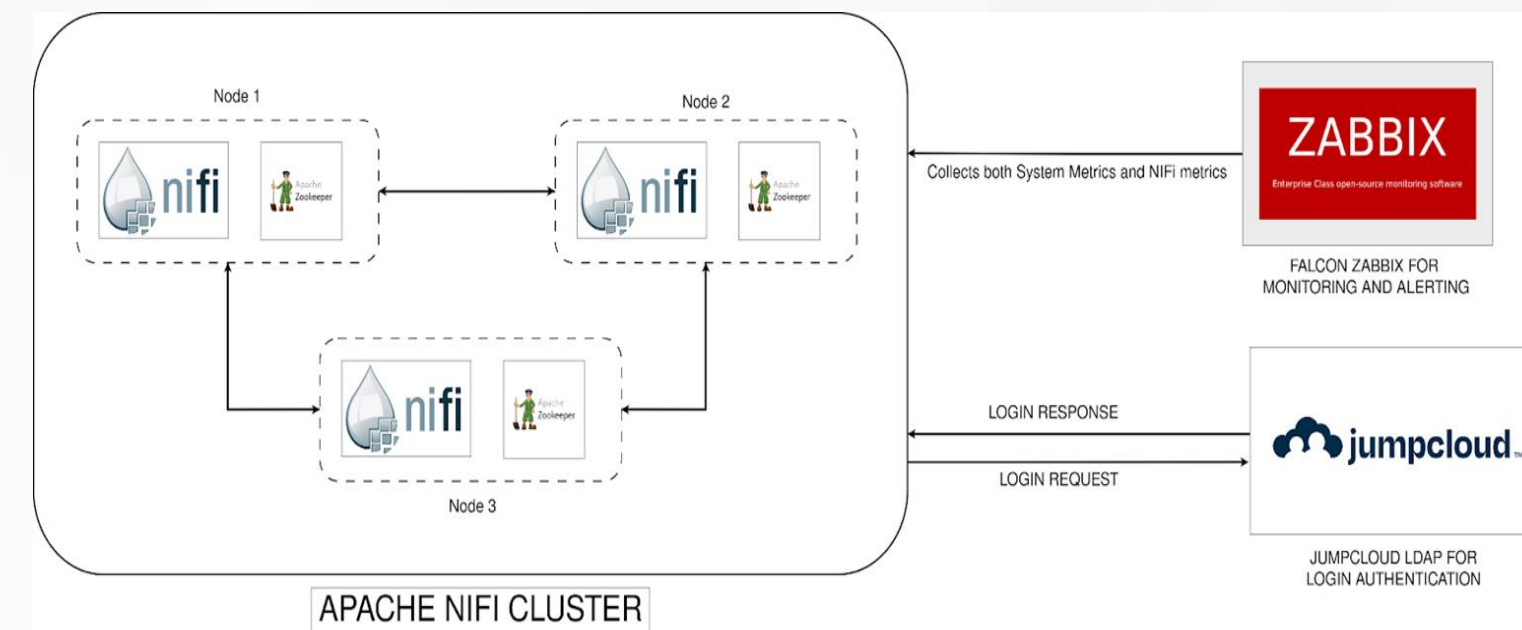 Node 1
nifi
Apache
Zookeeper
Node 2
nifi
Apache
Zookeeper
Node 3
nifi
Apache
Zookeeper
APACHE NIFI CLUSTER
Collects both System Metrics and NIFi metrics
ZABBIX
Enterprise Class open-source monitoring software
FALCON ZABBIX FOR
MONITORING AND ALERTING
LOGIN RESPONSE
LOGIN REQUEST
jumpcloud™
JUMPCLOUD LDAP FOR
LOGIN AUTHENTICATION